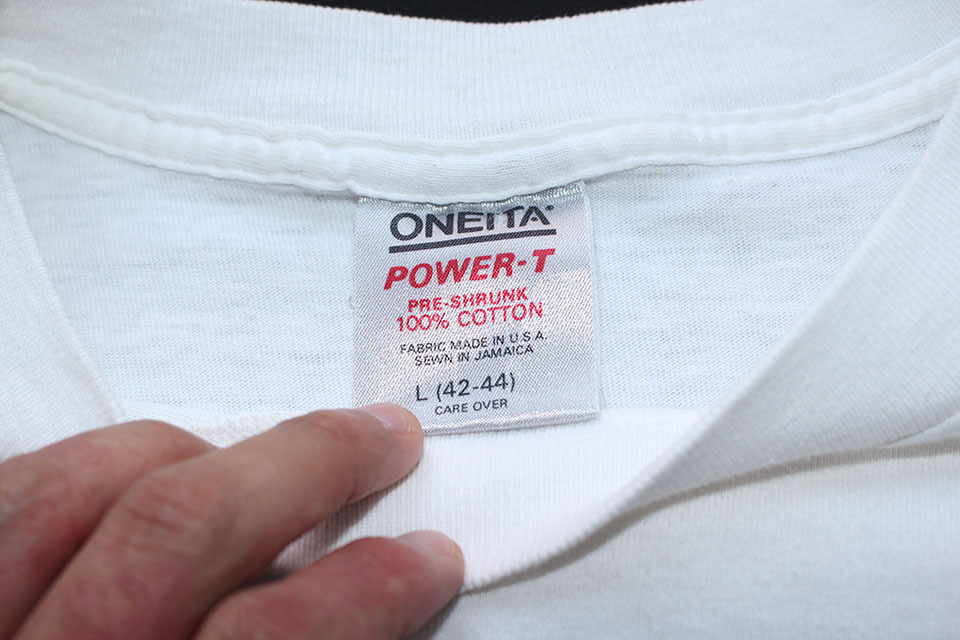 ONEITA®
POWER-T
PRE-SHRUNK
100% COTTON
FABRIC MADE IN U.S.A.
SEWN IN JAMAICA
L (42-44)
CARE OVER